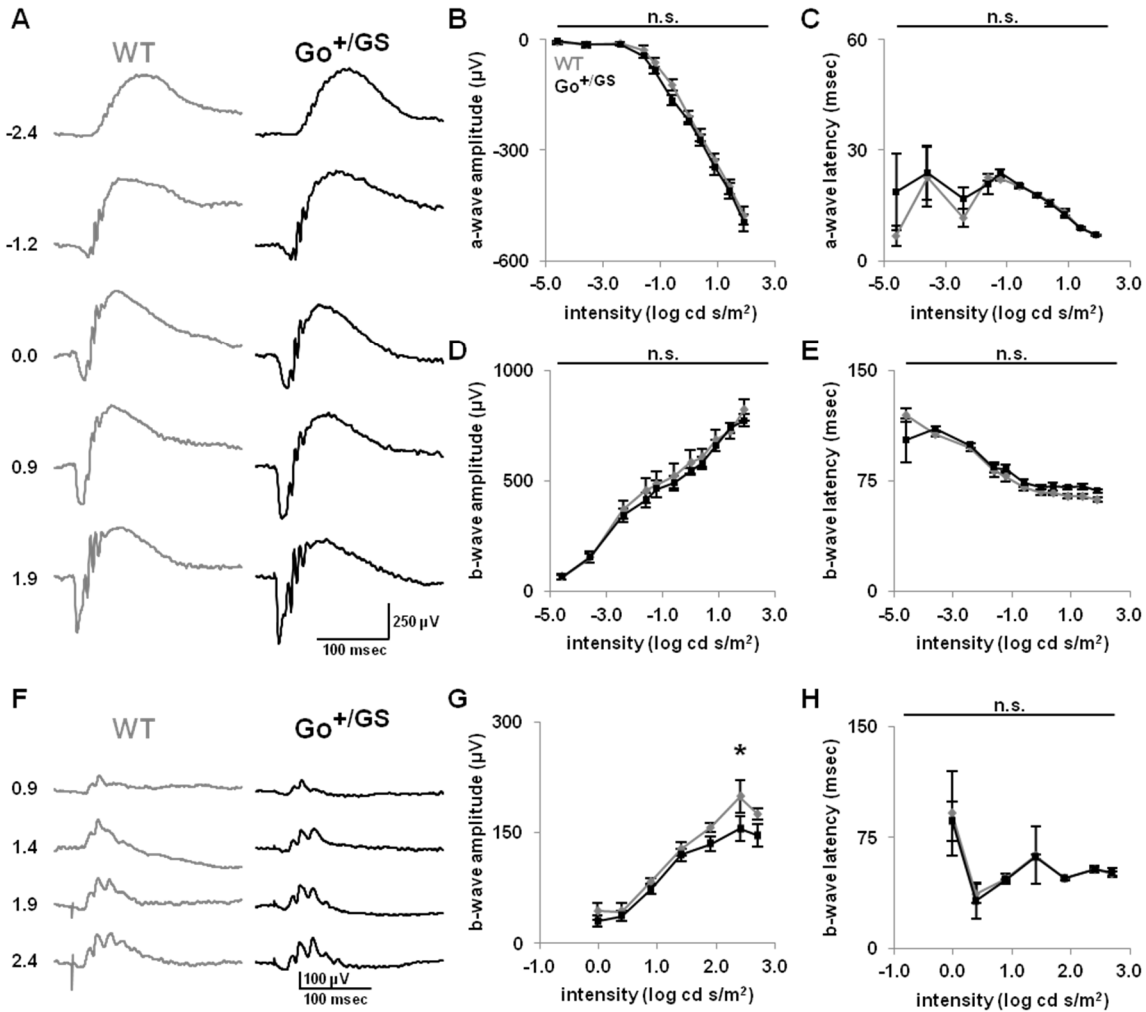 A
WT
Go+/GS
-2.4
-1.2
0.0
0.9
1.9
250 µV
100 msec
B
n.s.
WT
Go+/GS
a-wave amplitude (µV)
0
-300
-600
-5.0 -3.0 -1.0 1.0 3.0
intensity (log cd s/m²)
C
n.s.
a-wave latency (msec)
60
30
0
-5.0 -3.0 -1.0 1.0 3.0
intensity (log cd s/m²)
D
n.s.
b-wave amplitude (µV)
1000
500
0
-5.0 -3.0 -1.0 1.0 3.0
intensity (log cd s/m²)
E
n.s.
b-wave latency (msec)
150
75
0
-5.0 -3.0 -1.0 1.0 3.0
intensity (log cd s/m²)
F
WT
Go+/GS
0.9
1.4
1.9
2.4
100 µV
100 msec
G
*
b-wave amplitude (µV)
300
150
0
-1.0 0.0 1.0 2.0 3.0
intensity (log cd s/m²)
H
n.s.
b-wave latency (msec)
150
75
0
-1.0 0.0 1.0 2.0 3.0
intensity (log cd s/m²)